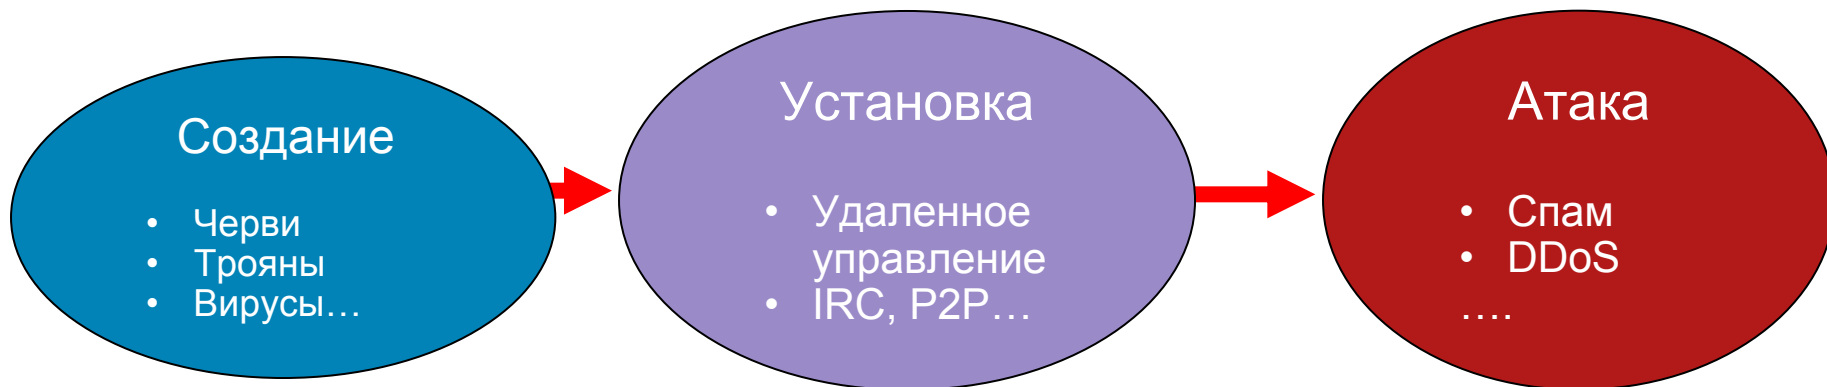 Создание
• Черви
• Трояны
• Вирусы…
Установка
• Удаленное
управление
• IRC, P2P…
Атака
• Спам
• DDoS
….